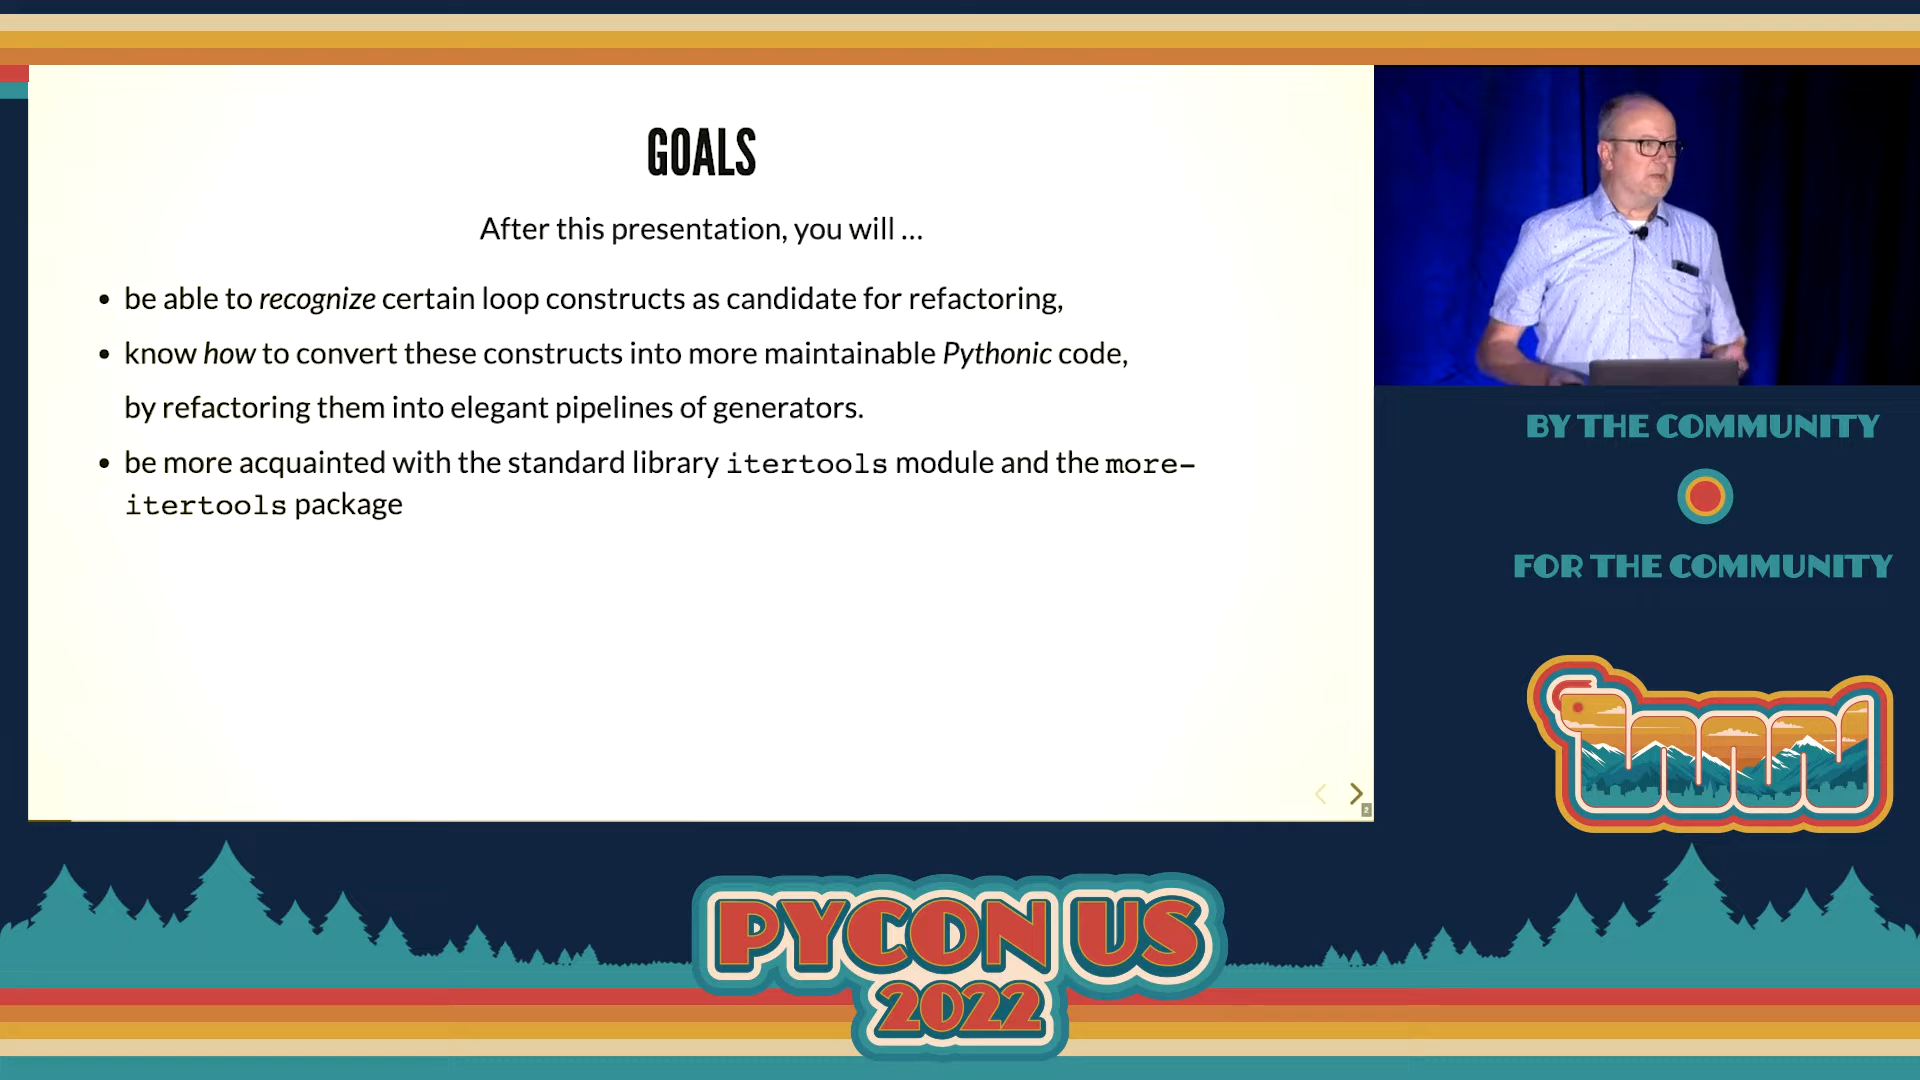 GOALS
After this presentation, you will ...
be able to recognize certain loop constructs as candidate for refactoring,
know how to convert these constructs into more maintainable Pythonic code,
by refactoring them into elegant pipelines of generators.
be more acquainted with the standard library itertools module and the more-
itertools package
2
BY THE COMMUNITY
FOR THE COMMUNITY
PYCON US
2022